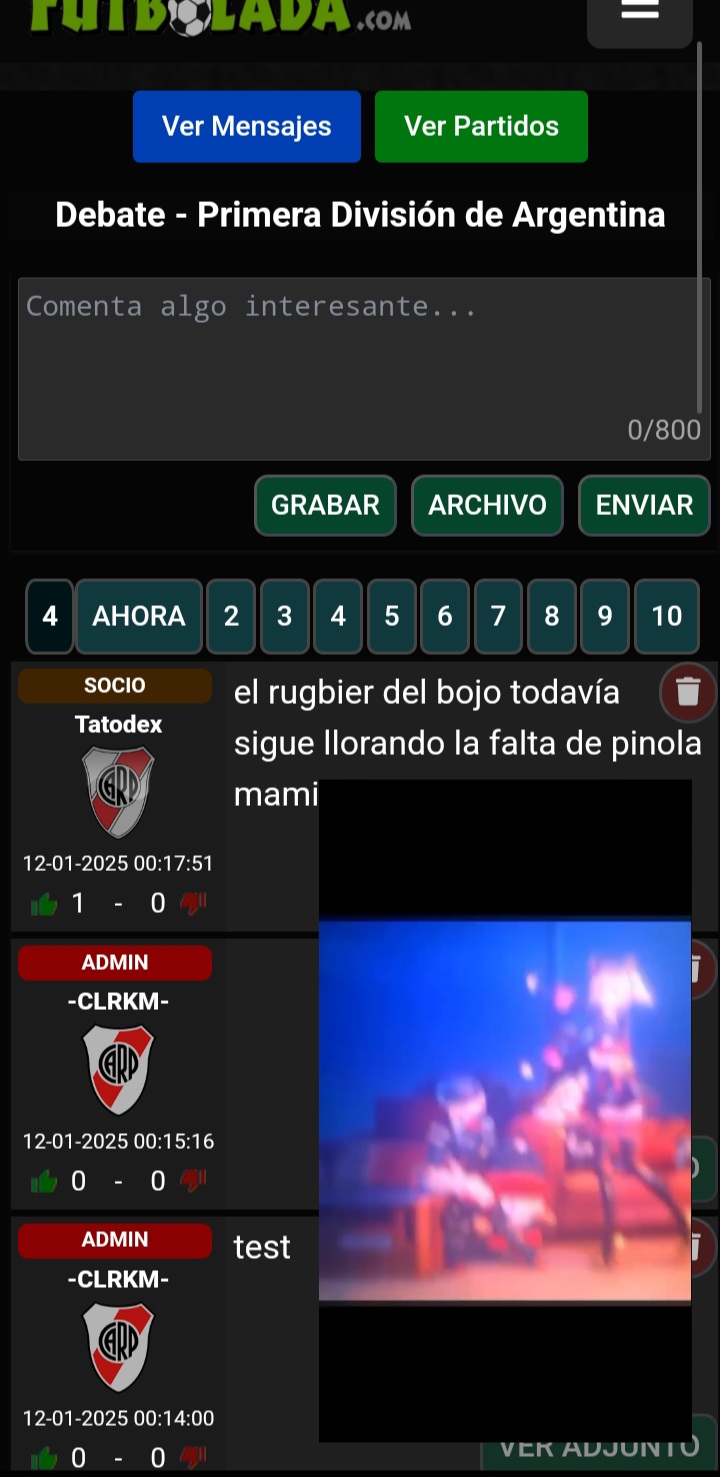 FUTBOLADA.COM
Ver Mensajes
Ver Partidos
Debate - Primera División de Argentina
Comenta algo interesante...
0/800
GRABAR
ARCHIVO
ENVIAR
4 AHORA 2 3 4 5 6 7 8 9 10
SOCIO
Tatodex
CARP
12-01-2025 00:17:51
1 - 0
el rugbier del bojo todavía
sigue llorando la falta de pinola
mami
ADMIN
-CLRKM-
CARP
12-01-2025 00:15:16
0 - 0
ADMIN
-CLRKM-
CARP
12-01-2025 00:14:00
0 - 0
test
VER ADJUNTO